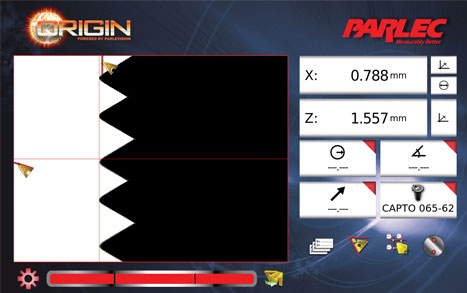 ORIGIN
POWERED BY PARLEVISION
PARLEC
Measurably Better
X: 0.788 mm
Z: 1.557 mm
---.--- ---.---
---.--- CAPTO 065-62